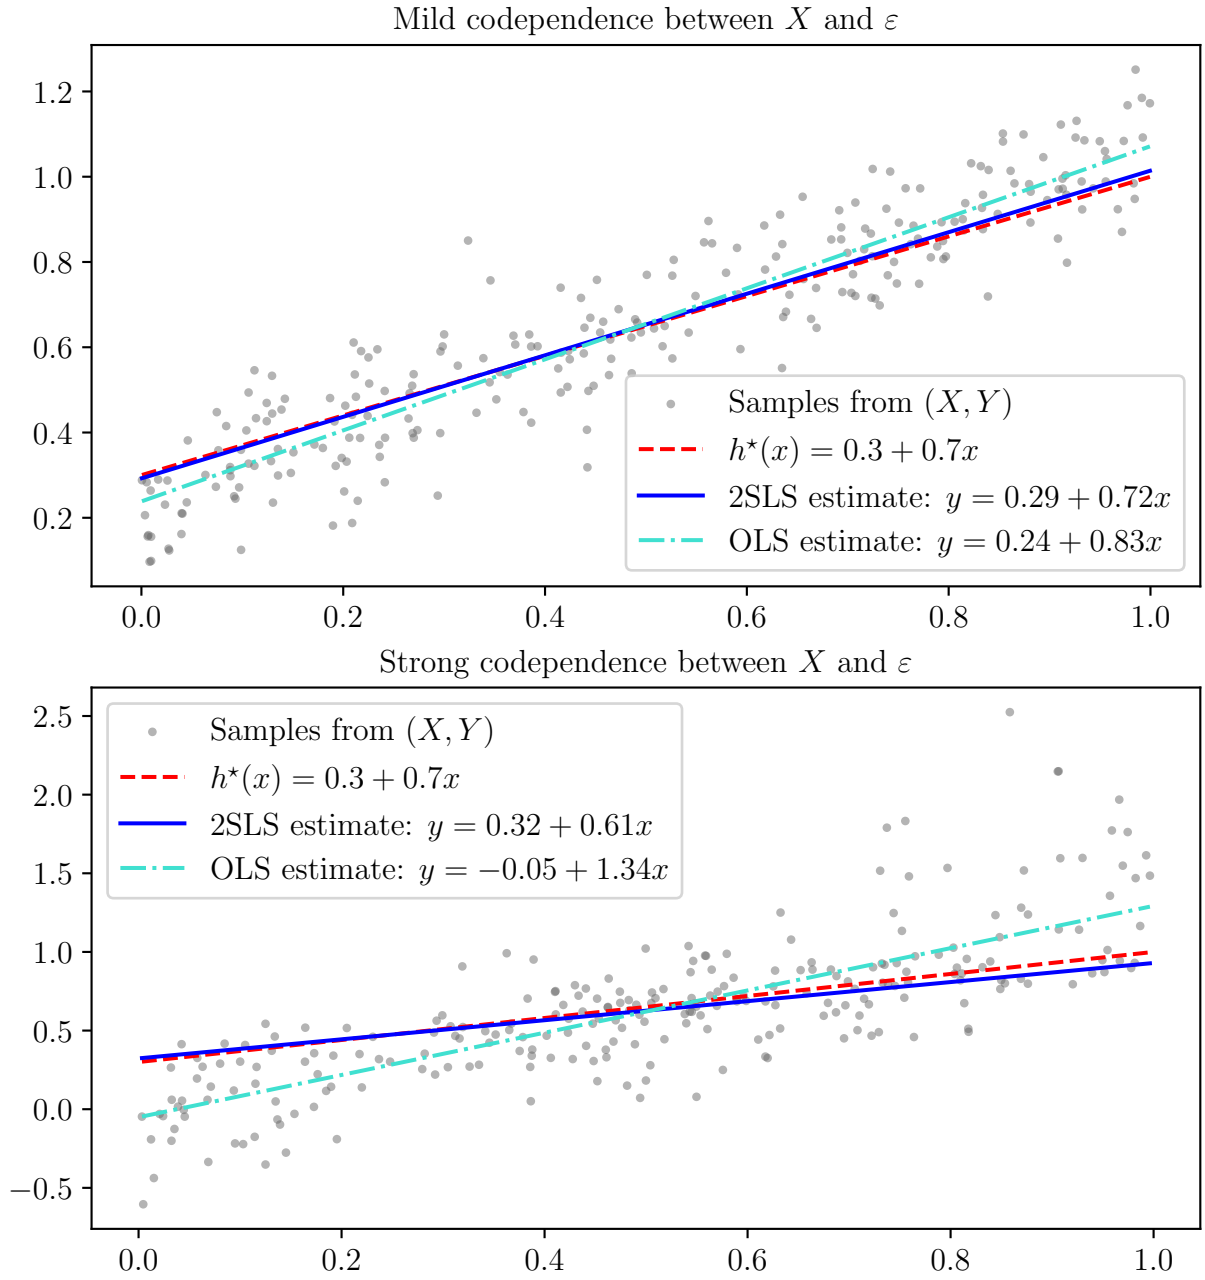 Mild codependence between X and ε
1.2
1.0
0.8
0.6
0.4
0.2
Samples from (X, Y)
h⋆(x) = 0.3 + 0.7x
2SLS estimate: y = 0.29 + 0.72x
OLS estimate: y = 0.24 + 0.83x
0.0 0.2 0.4 0.6 0.8 1.0
Strong codependence between X and ε
2.5
2.0
1.5
1.0
0.5
0.0
−0.5
Samples from (X, Y)
h⋆(x) = 0.3 + 0.7x
2SLS estimate: y = 0.32 + 0.61x
OLS estimate: y = −0.05 + 1.34x
0.0 0.2 0.4 0.6 0.8 1.0